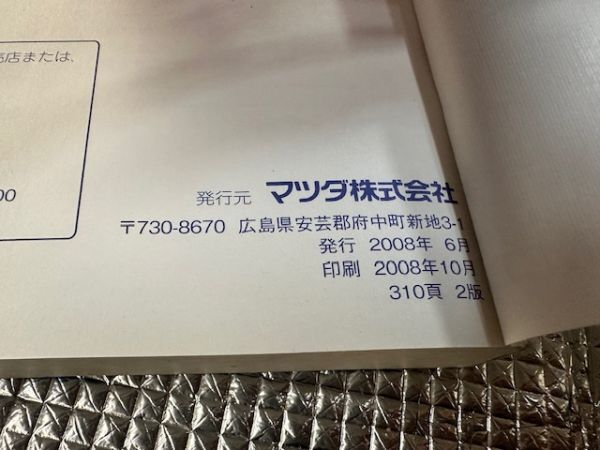 店または、
00
発行元 マツダ株式会社
〒730-8670 広島県安芸郡府中町新地3-1
発行 2008年 6月
印刷 2008年10月
310頁 2版